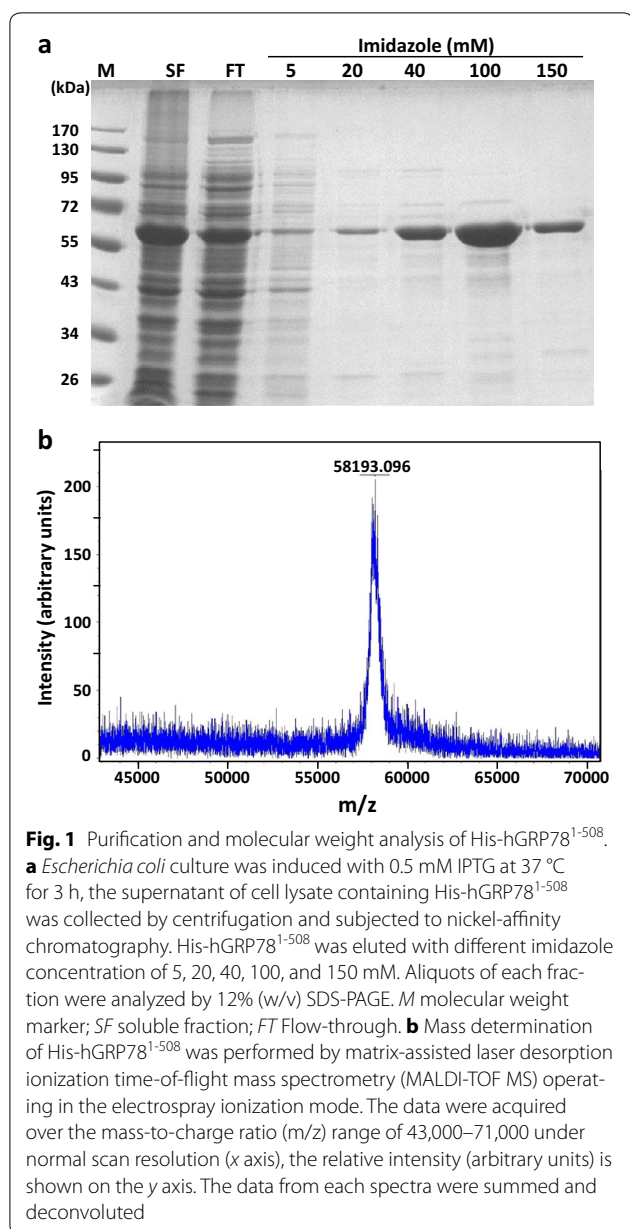 a
Imidazole (mM)
M SF FT 5 20 40 100 150
(kDa)
170
130
95
72
55
43
34
26
b
58193.096
Intensity (arbitrary units)
200
150
100
50
0
45000 50000 55000 60000 65000 70000
m/z
Fig. 1 Purification and molecular weight analysis of His-hGRP78¹⁻⁵⁰⁸.
a Escherichia coli culture was induced with 0.5 mM IPTG at 37 °C
for 3 h, the supernatant of cell lysate containing His-hGRP78¹⁻⁵⁰⁸
was collected by centrifugation and subjected to nickel-affinity
chromatography. His-hGRP78¹⁻⁵⁰⁸ was eluted with different imidazole
concentration of 5, 20, 40, 100, and 150 mM. Aliquots of each frac-
tion were analyzed by 12% (w/v) SDS-PAGE. M molecular weight
marker; SF soluble fraction; FT Flow-through. b Mass determination
of His-hGRP78¹⁻⁵⁰⁸ was performed by matrix-assisted laser desorption
ionization time-of-flight mass spectrometry (MALDI-TOF MS) operat-
ing in the electrospray ionization mode. The data were acquired
over the mass-to-charge ratio (m/z) range of 43,000–71,000 under
normal scan resolution (x axis), the relative intensity (arbitrary units) is
shown on the y axis. The data from each spectra were summed and
deconvoluted